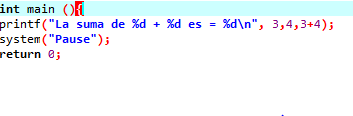 int main (){
printf("La suma de %d + %d es = %d\n", 3,4,3+4);
system("Pause");
return 0;